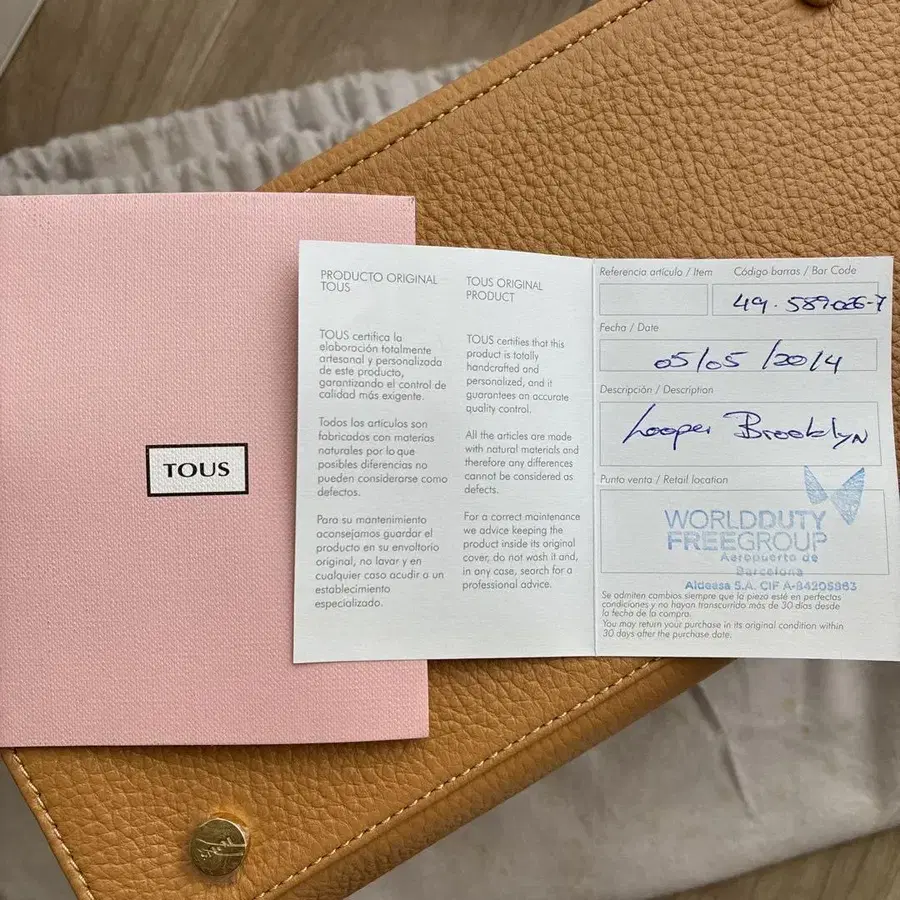 TOUS
PRODUCTO ORIGINAL
TOUS
TOUS certifica la
elaboración totalmente
artesanal y personalizada
de este producto,
garantizando el control de
calidad más exigente.
Todos los artículos son
fabricados con materias
naturales por lo que
posibles diferencias no
pueden considerarse como
defectos.
Para su mantenimiento
aconsejamos guardar el
producto en su envoltorio
original, no lavar y en
cualquier caso acudir a un
establecimiento
especializado.
TOUS ORIGINAL
PRODUCT
TOUS certifies that this
product is totally
handcrafted and
personalized, and it
guarantees an accurate
quality control.
All the articles are made
with natural materials and
therefore any differences
cannot be considered as
defects.
For a correct maintenance
we advice keeping the
product inside its original
cover, do not wash it and,
in any case, search for a
professional advice.
Referencia artículo / Item
Código barras / Bar Code
49.589026-7
Fecha / Date
05/05/2014
Descripción / Description
Looper Brooklyn
Punto venta / Retail location
WORLDDUTY
FREEGROUP
Aeropuerto de
Barcelona
Aldeasa S.A. CIF A-84205863
Se admiten cambios siempre que la pieza esté en perfectas
condiciones y no hayan transcurrido más de 30 días desde
la fecha de la compra.
You may return your purchase in its original condition within
30 days after the purchase date.